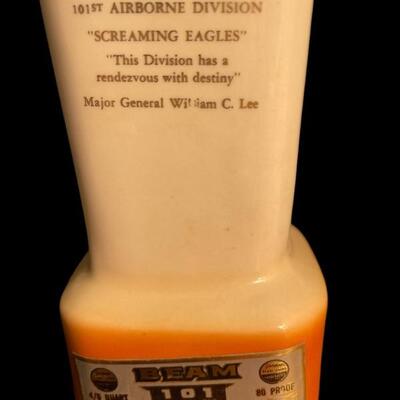 101ST AIRBORNE DIVISION
"SCREAMING EAGLES"
"This Division has a
rendezvous with destiny"
Major General William C. Lee
BEAM
4/5 QUART 101 86 PROOF